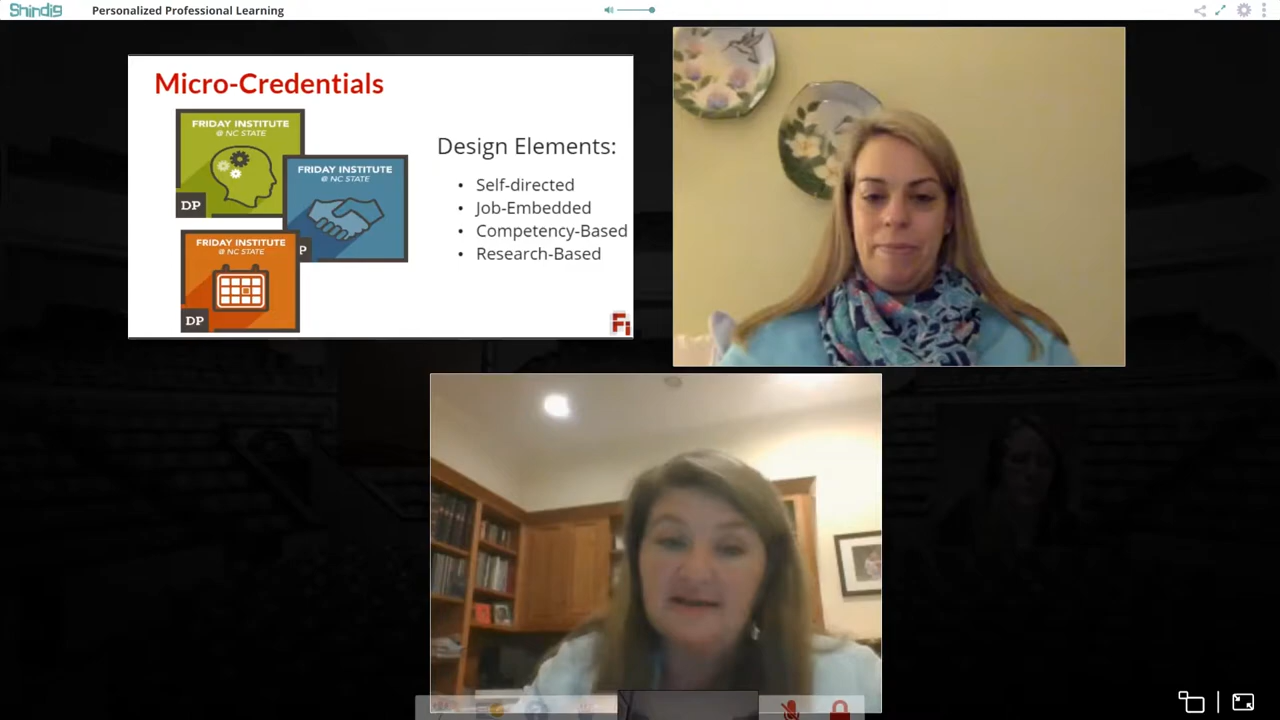 Shindig
Personalized Professional Learning
Micro-Credentials
FRIDAY INSTITUTE
@ NC STATE
DP
FRIDAY INSTITUTE
@ NC STATE
P
FRIDAY INSTITUTE
@ NC STATE
DP
Design Elements:
• Self-directed
• Job-Embedded
• Competency-Based
• Research-Based
Fi